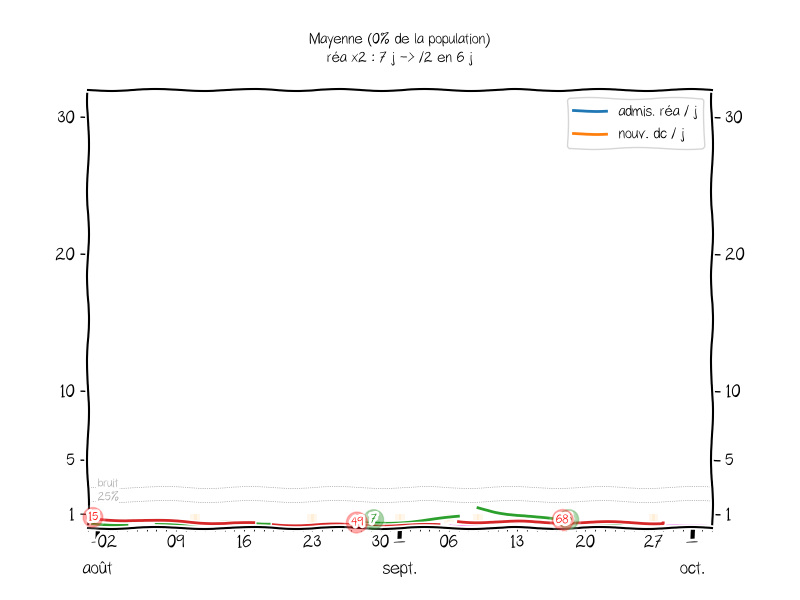 Mayenne (0% de la population)
réa x2 : 7 j -> /2 en 6 j
admis. réa / j
nouv. dc / j
30 30
20 20
10 10
5 5
bruit
25%
1 1
15 49 7 68
02 09 16 23 30 06 13 20 27
août sept. oct.